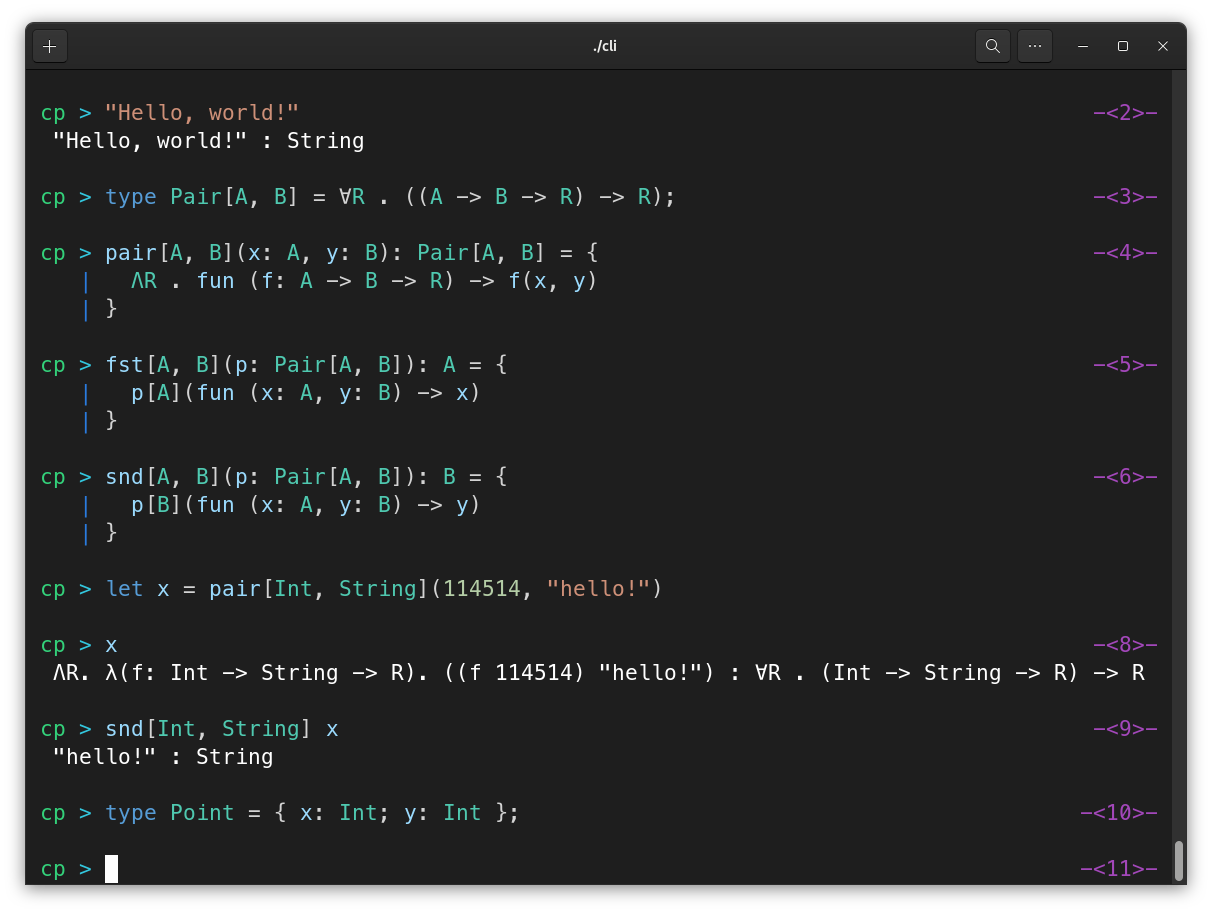 ./cli
cp > "Hello, world!" −<2>−
"Hello, world!" : String
cp > type Pair[A, B] = ∀R . ((A −> B −> R) −> R); −<3>−
cp > pair[A, B](x: A, y: B): Pair[A, B] = { −<4>−
| ΛR . fun (f: A −> B −> R) −> f(x, y)
| }
cp > fst[A, B](p: Pair[A, B]): A = { −<5>−
| p[A](fun (x: A, y: B) −> x)
| }
cp > snd[A, B](p: Pair[A, B]): B = { −<6>−
| p[B](fun (x: A, y: B) −> y)
| }
cp > let x = pair[Int, String](114514, "hello!")
cp > x −<8>−
ΛR. λ(f: Int −> String −> R). ((f 114514) "hello!") : ∀R . (Int −> String −> R) −> R
cp > snd[Int, String] x −<9>−
"hello!" : String
cp > type Point = { x: Int; y: Int }; −<10>−
cp > −<11>−